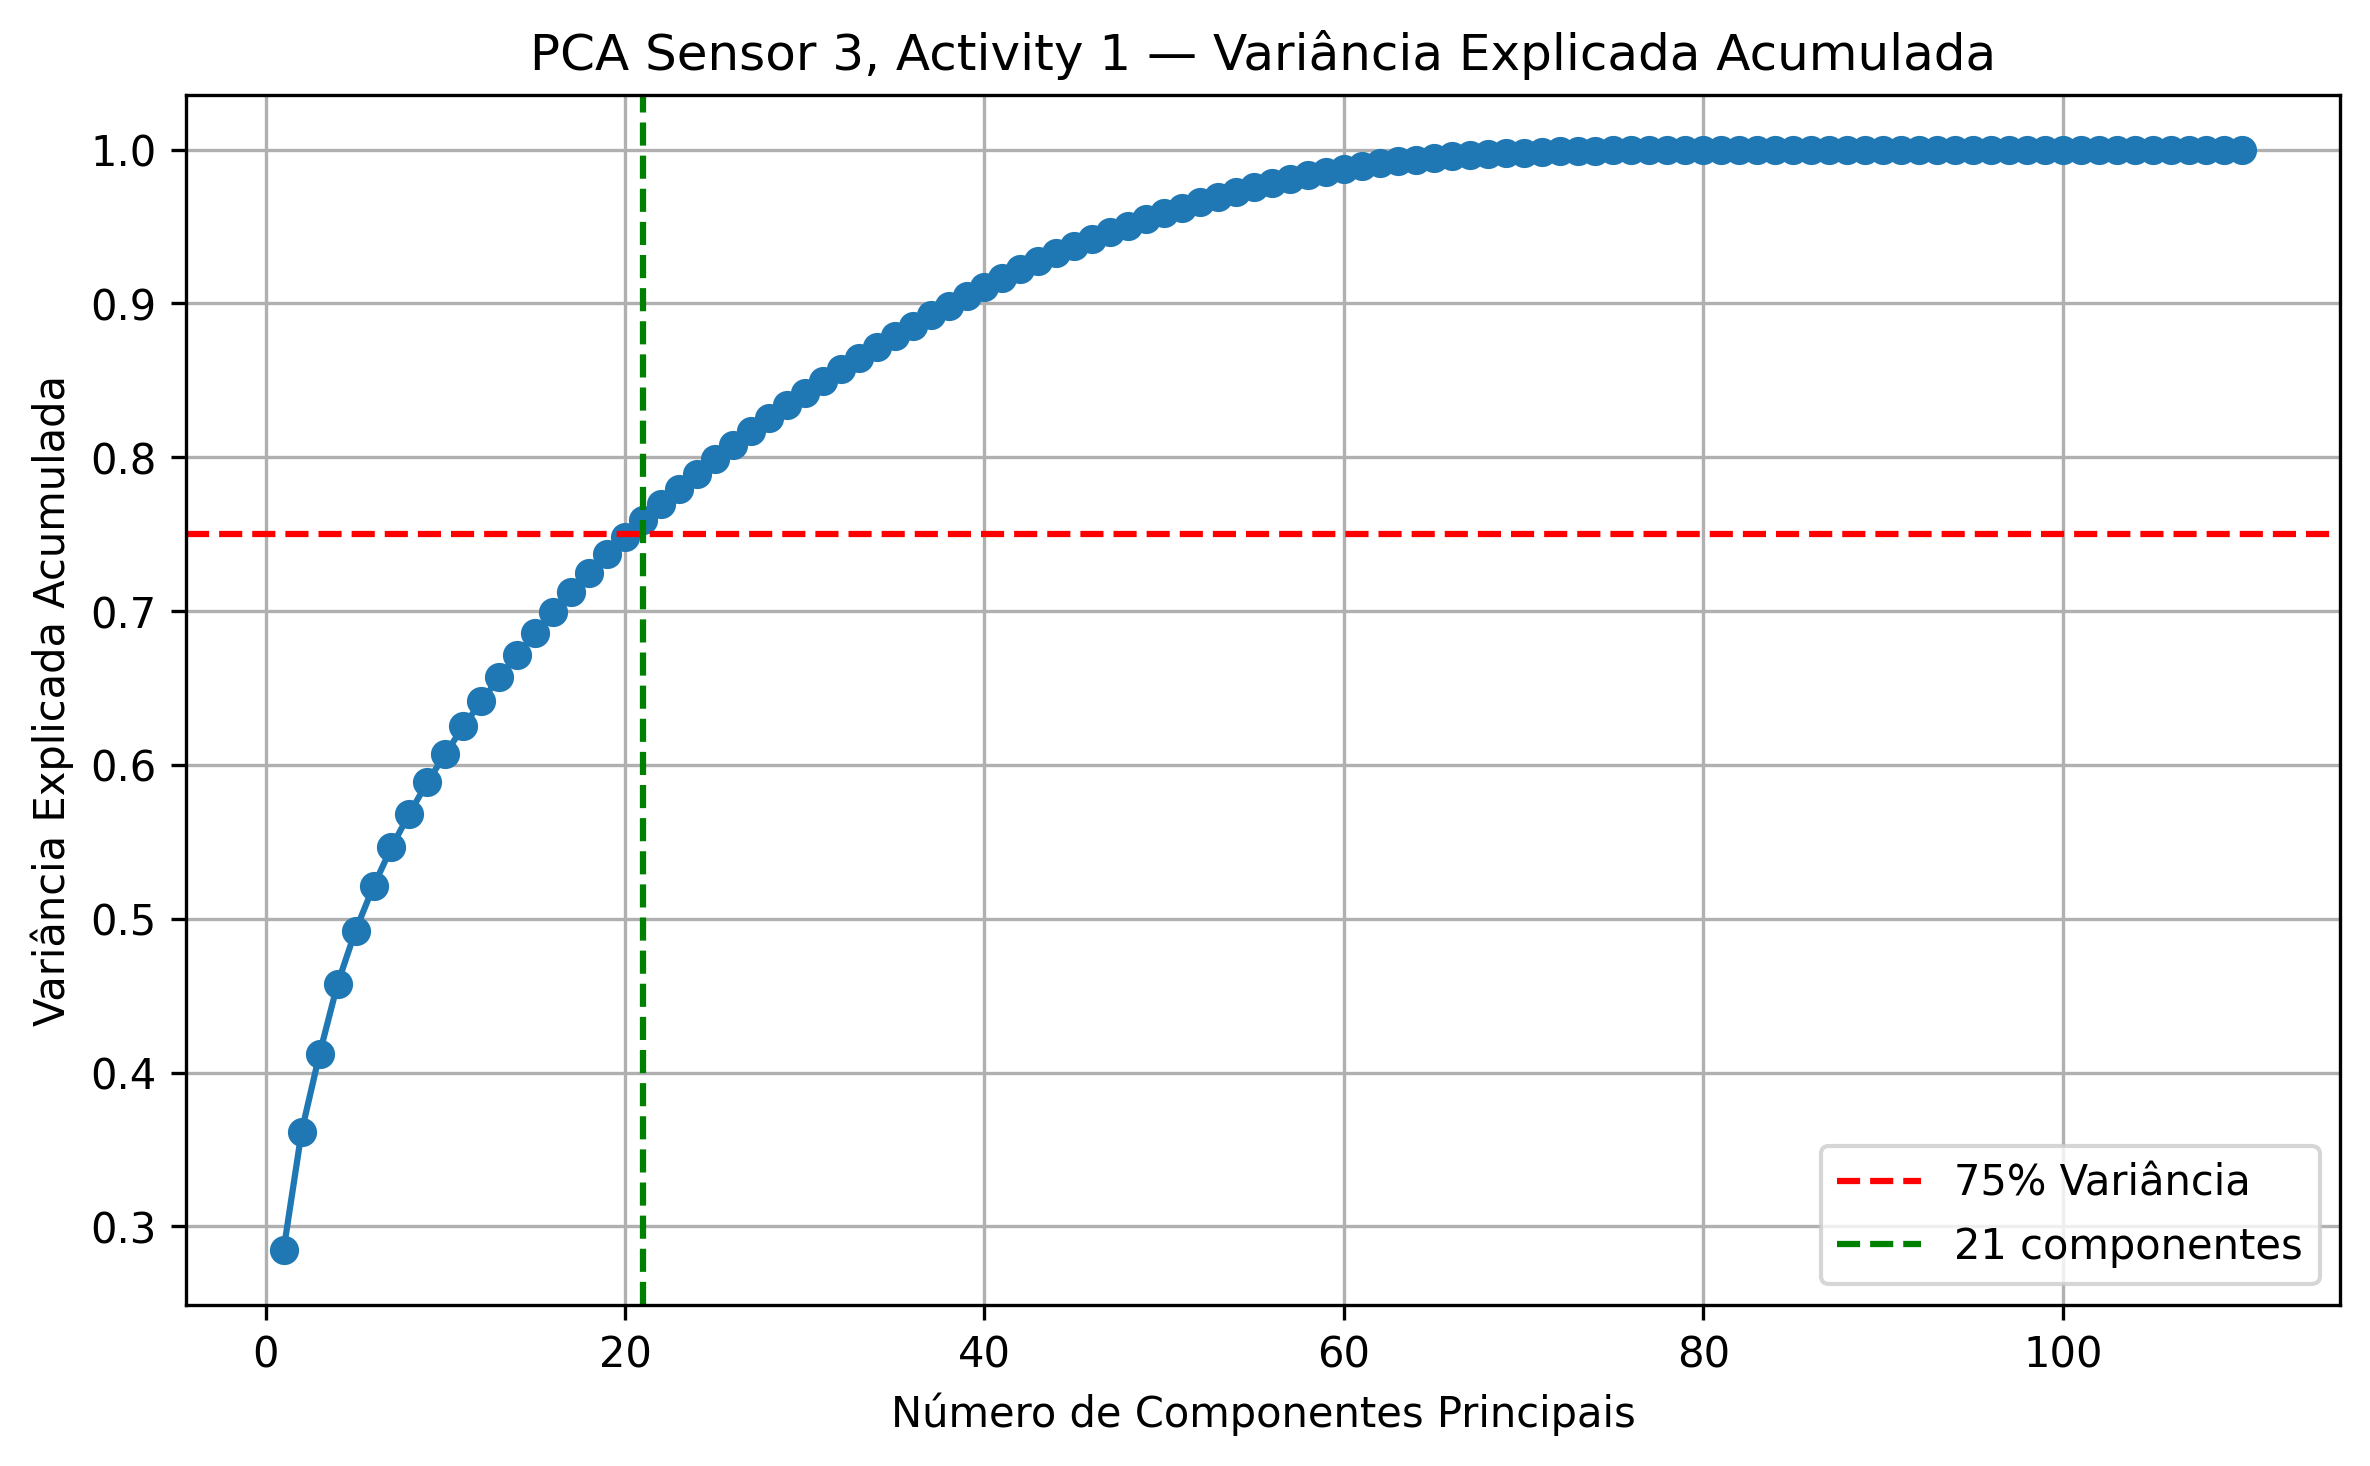 PCA Sensor 3, Activity 1 — Variância Explicada Acumulada
Variância Explicada Acumulada
1.0
0.9
0.8
0.7
0.6
0.5
0.4
0.3
75% Variância
21 componentes
0 20 40 60 80 100
Número de Componentes Principais